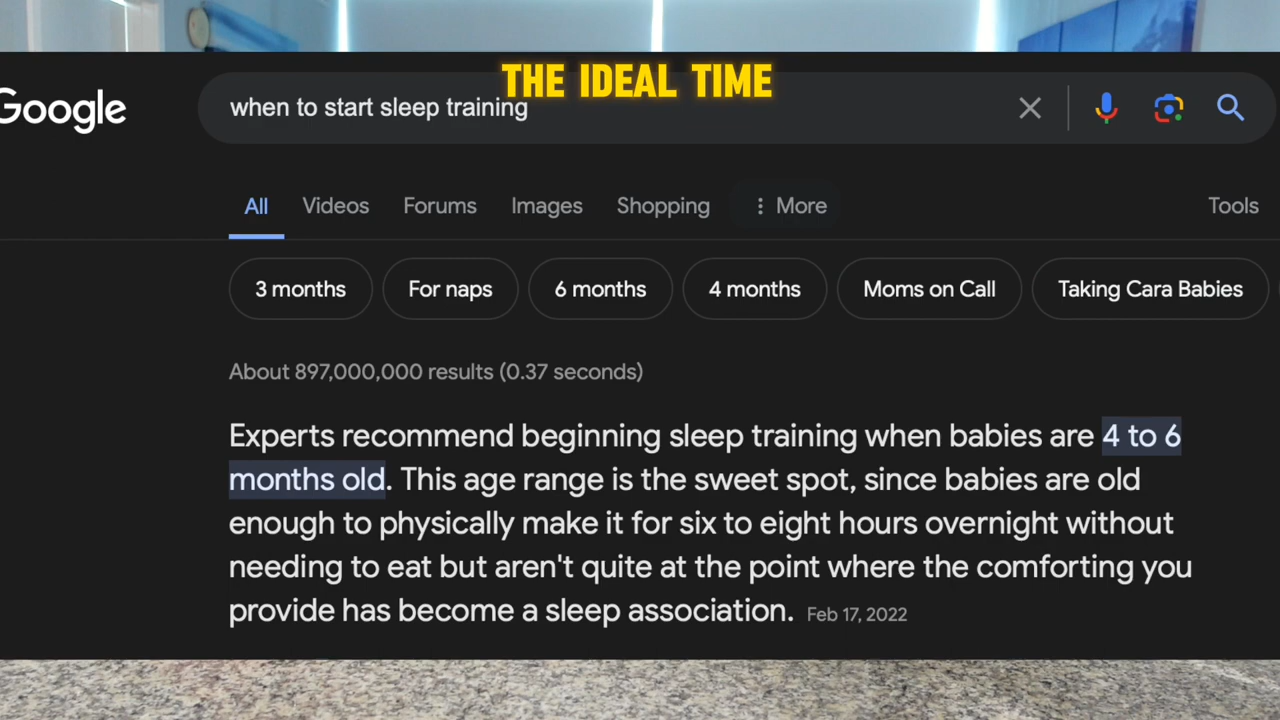 THE IDEAL TIME
Google
when to start sleep training
All Videos Forums Images Shopping More Tools
3 months For naps 6 months 4 months Moms on Call Taking Cara Babies
About 897,000,000 results (0.37 seconds)
Experts recommend beginning sleep training when babies are 4 to 6
months old. This age range is the sweet spot, since babies are old
enough to physically make it for six to eight hours overnight without
needing to eat but aren't quite at the point where the comforting you
provide has become a sleep association. Feb 17, 2022